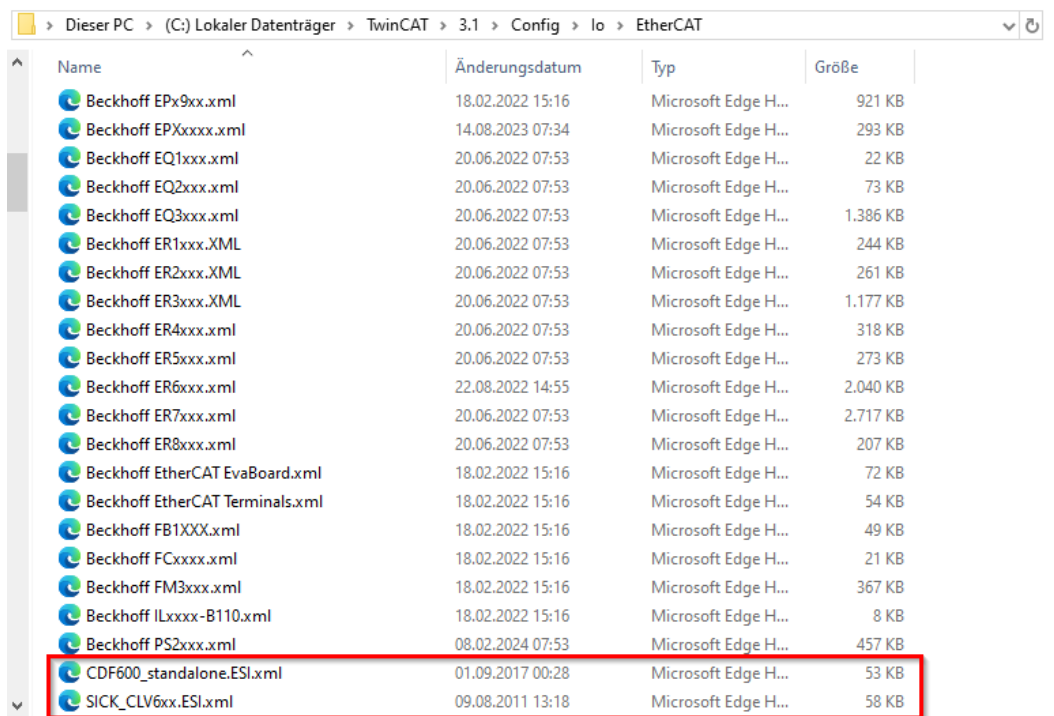 Dieser PC > (C:) Lokaler Datenträger > TwinCAT > 3.1 > Config > Io > EtherCAT
Name Änderungsdatum Typ Größe
Beckhoff EPx9xx.xml 18.02.2022 15:16 Microsoft Edge H... 921 KB
Beckhoff EPXxxxx.xml 14.08.2023 07:34 Microsoft Edge H... 293 KB
Beckhoff EQ1xxx.xml 20.06.2022 07:53 Microsoft Edge H... 22 KB
Beckhoff EQ2xxx.xml 20.06.2022 07:53 Microsoft Edge H... 73 KB
Beckhoff EQ3xxx.xml 20.06.2022 07:53 Microsoft Edge H... 1.386 KB
Beckhoff ER1xxx.XML 20.06.2022 07:53 Microsoft Edge H... 244 KB
Beckhoff ER2xxx.XML 20.06.2022 07:53 Microsoft Edge H... 261 KB
Beckhoff ER3xxx.XML 20.06.2022 07:53 Microsoft Edge H... 1.177 KB
Beckhoff ER4xxx.xml 20.06.2022 07:53 Microsoft Edge H... 318 KB
Beckhoff ER5xxx.xml 20.06.2022 07:53 Microsoft Edge H... 273 KB
Beckhoff ER6xxx.xml 22.08.2022 14:55 Microsoft Edge H... 2.040 KB
Beckhoff ER7xxx.xml 20.06.2022 07:53 Microsoft Edge H... 2.717 KB
Beckhoff ER8xxx.xml 20.06.2022 07:53 Microsoft Edge H... 207 KB
Beckhoff EtherCAT EvaBoard.xml 18.02.2022 15:16 Microsoft Edge H... 72 KB
Beckhoff EtherCAT Terminals.xml 18.02.2022 15:16 Microsoft Edge H... 54 KB
Beckhoff FB1XXX.xml 18.02.2022 15:16 Microsoft Edge H... 49 KB
Beckhoff FCxxxx.xml 18.02.2022 15:16 Microsoft Edge H... 21 KB
Beckhoff FM3xxx.xml 18.02.2022 15:16 Microsoft Edge H... 367 KB
Beckhoff ILxxxx-B110.xml 18.02.2022 15:16 Microsoft Edge H... 8 KB
Beckhoff PS2xxx.xml 08.02.2024 07:53 Microsoft Edge H... 457 KB
CDF600_standalone.ESI.xml 01.09.2017 00:28 Microsoft Edge H... 53 KB
SICK_CLV6xx.ESI.xml 09.08.2011 13:18 Microsoft Edge H... 58 KB